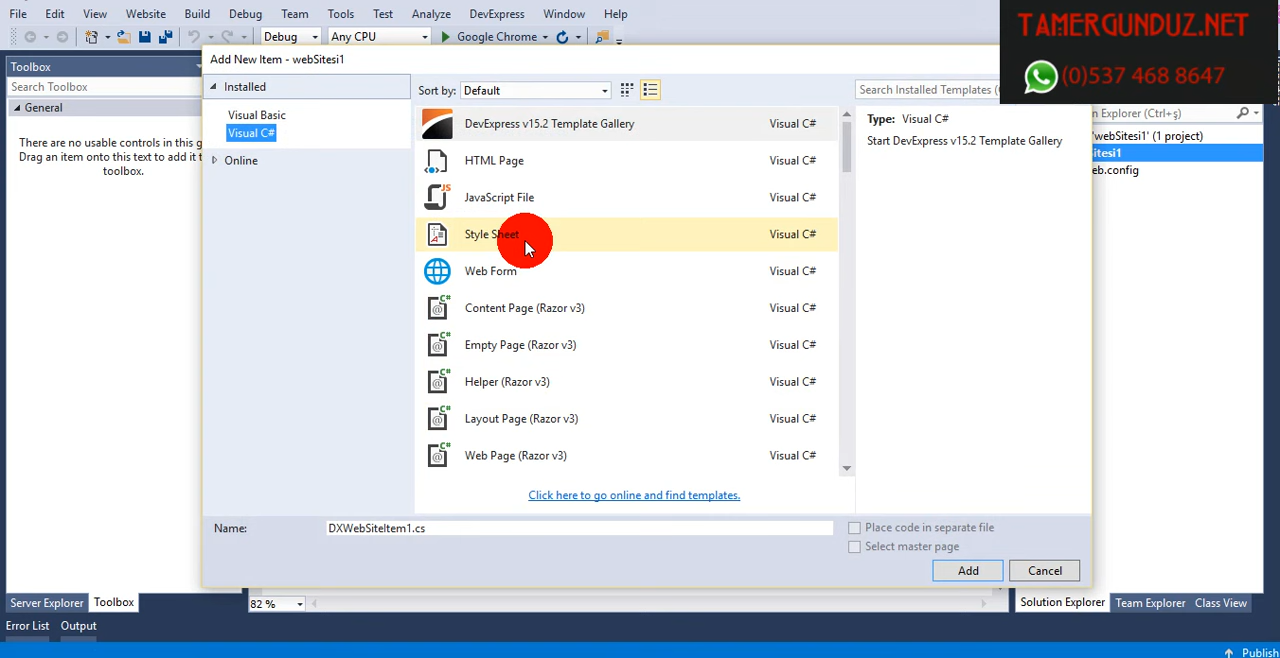 File Edit View Website Build Debug Team Tools Test Analyze DevExpress Window Help
TAMERGUNDUZ.NET
(0)537 468 8647
Debug Any CPU Google Chrome
Toolbox
Search Toolbox
General
There are no usable controls in this g
Drag an item onto this text to add it t
toolbox.
Add New Item - webSitesi1
Installed
Visual Basic
Visual C#
Online
Sort by: Default
Search Installed Templates (
DevExpress v15.2 Template Gallery Visual C#
HTML Page Visual C#
JavaScript File Visual C#
Style Sheet Visual C#
Web Form Visual C#
Content Page (Razor v3) Visual C#
Empty Page (Razor v3) Visual C#
Helper (Razor v3) Visual C#
Layout Page (Razor v3) Visual C#
Web Page (Razor v3) Visual C#
Click here to go online and find templates.
Type: Visual C#
Start DevExpress v15.2 Template Gallery
Name: DXWebSiteItem1.cs
Place code in separate file
Select master page
Add Cancel
Explorer (Ctrl+ş)
'webSitesi1' (1 project)
itesi1
eb.config
Server Explorer Toolbox
82 %
Solution Explorer Team Explorer Class View
Error List Output
Publish